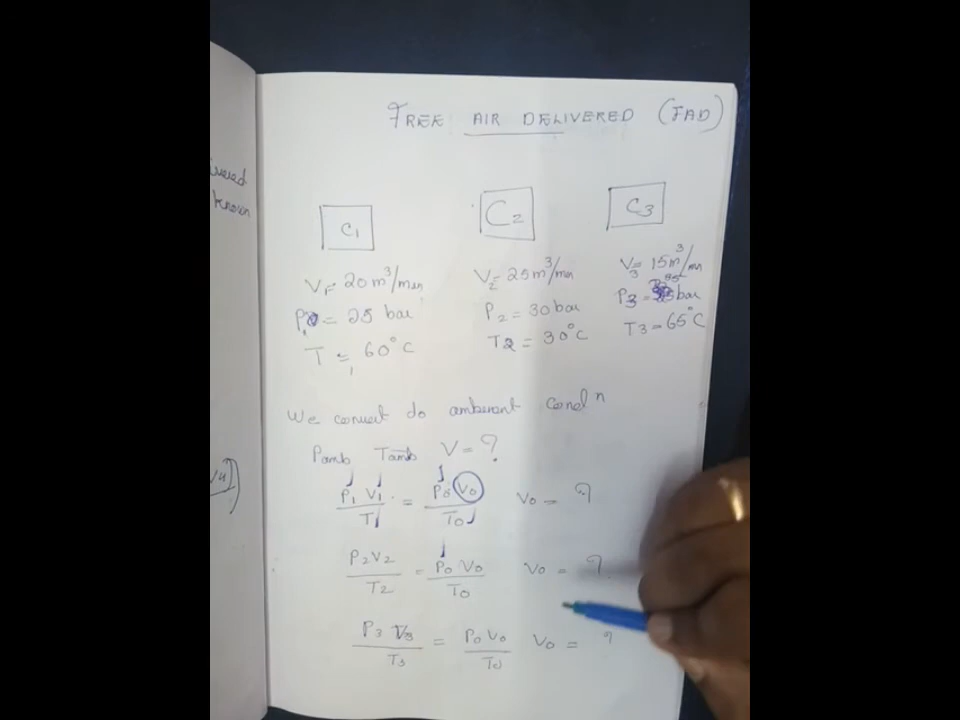 FREE AIR DELIVERED (FAD)
C1 C2 C3
V1= 20 m³/min V2= 25 m³/min V3= 15 m³/min
P1 = 25 bar P2 = 30 bar P3 = 35 bar
T1 = 60°C T2 = 30°C T3 = 65°C
We convert do ambient condn
Pamb Tamb V = ?
P1 V1 / T1 = P0 V0 / T0 V0 = ?
P2 V2 / T2 = P0 V0 / T0 V0 = ?
P3 V3 / T3 = P0 V0 / T0 V0 = ?
known